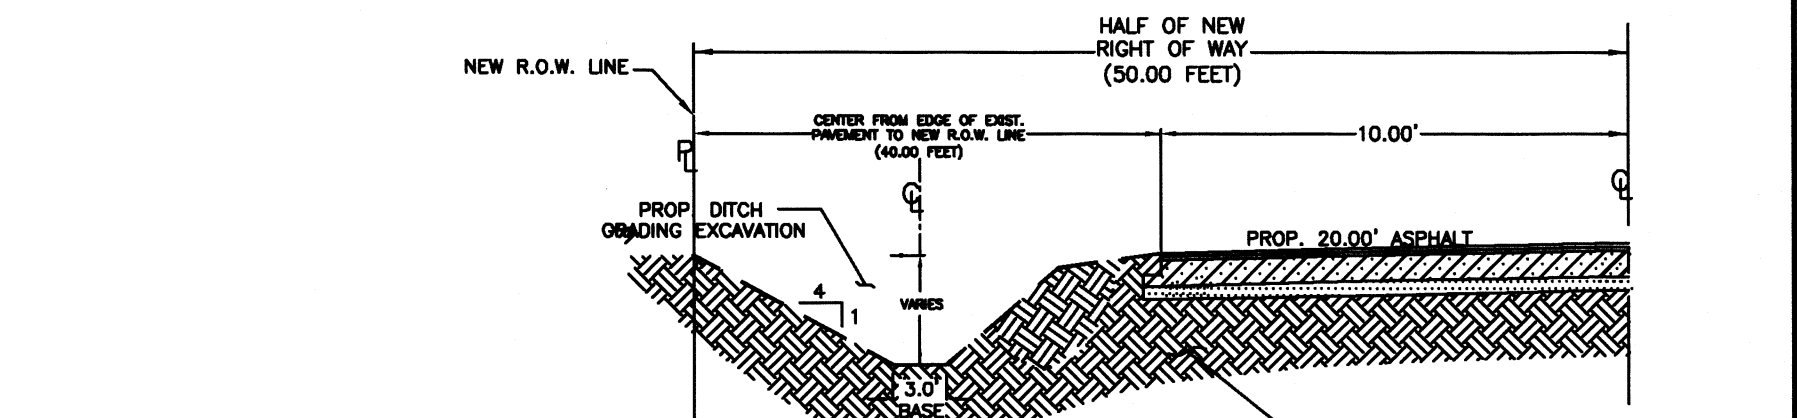 HALF OF NEW
RIGHT OF WAY
(50.00 FEET)
NEW R.O.W. LINE
CENTER FROM EDGE OF EXIST.
PAVEMENT TO NEW R.O.W. LINE
(40.00 FEET)
10.00'
PL
CL
CL
PROP. DITCH
GRADING EXCAVATION
PROP. 20.00' ASPHALT
4
1
VARIES
3.0'
BASE